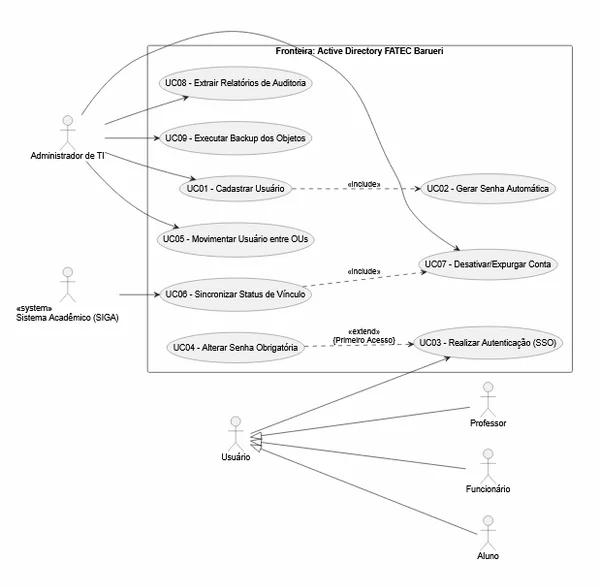 Fronteira: Active Directory FATEC Barueri
UC08 - Extrair Relatórios de Auditoria
UC09 - Executar Backup dos Objetos
Administrador de TI
UC01 - Cadastrar Usuário
«include»
UC02 - Gerar Senha Automática
UC05 - Movimentar Usuário entre OUs
UC07 - Desativar/Expurgar Conta
«include»
UC06 - Sincronizar Status de Vínculo
«system»
Sistema Acadêmico (SIGA)
«extend»
{Primeiro Acesso}
UC04 - Alterar Senha Obrigatória
UC03 - Realizar Autenticação (SSO)
Professor
Usuário
Funcionário
Aluno